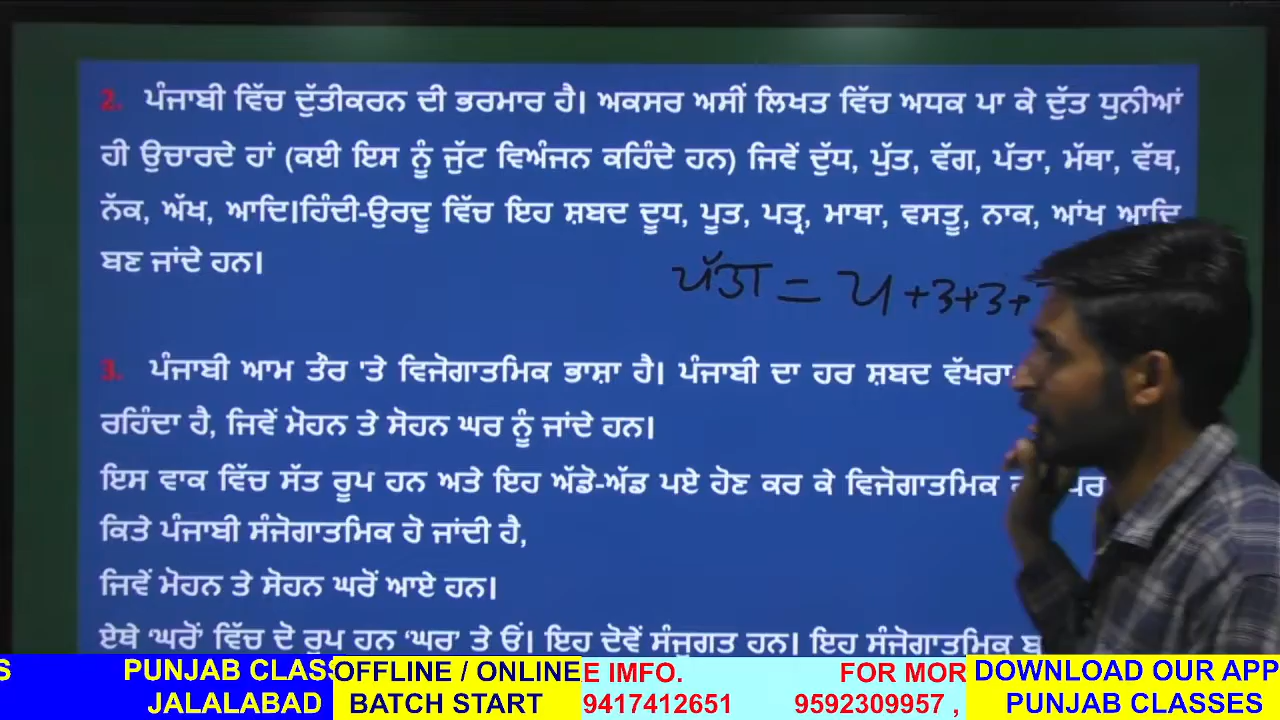 2. ਪੰਜਾਬੀ ਵਿੱਚ ਦੁੱਤੀਕਰਨ ਦੀ ਭਰਮਾਰ ਹੈ। ਅਕਸਰ ਅਸੀਂ ਲਿਖਤ ਵਿੱਚ ਅਧਕ ਪਾ ਕੇ ਦੁੱਤ ਧੁਨੀਆਂ
ਹੀ ਉਚਾਰਦੇ ਹਾਂ (ਕਈ ਇਸ ਨੂੰ ਜੁੱਟ ਵਿਅੰਜਨ ਕਹਿੰਦੇ ਹਨ) ਜਿਵੇਂ ਦੁੱਧ, ਪੁੱਤ, ਵੱਗ, ਪੱਤਾ, ਮੱਥਾ, ਵੱਥ,
ਨੱਕ, ਅੱਖ, ਆਦਿ।ਹਿੰਦੀ-ਉਰਦੂ ਵਿੱਚ ਇਹ ਸ਼ਬਦ ਦੂਧ, ਪੂਤ, ਪਤ੍ਰ, ਮਾਥਾ, ਵਸਤੂ, ਨਾਕ, ਆਂਖ ਆਦਿ
ਬਣ ਜਾਂਦੇ ਹਨ।
ਪੱਤਾ = ਪ+ਤ+ਤ+
3. ਪੰਜਾਬੀ ਆਮ ਤੌਰ 'ਤੇ ਵਿਜੋਗਾਤਮਿਕ ਭਾਸ਼ਾ ਹੈ। ਪੰਜਾਬੀ ਦਾ ਹਰ ਸ਼ਬਦ ਵੱਖਰਾ
ਰਹਿੰਦਾ ਹੈ, ਜਿਵੇਂ ਮੋਹਨ ਤੇ ਸੋਹਨ ਘਰ ਨੂੰ ਜਾਂਦੇ ਹਨ।
ਇਸ ਵਾਕ ਵਿੱਚ ਸੱਤ ਰੂਪ ਹਨ ਅਤੇ ਇਹ ਅੱਡੋ-ਅੱਡ ਪਏ ਹੋਣ ਕਰ ਕੇ ਵਿਜੋਗਾਤਮਿਕ
ਕਿਤੇ ਪੰਜਾਬੀ ਸੰਜੋਗਾਤਮਿਕ ਹੋ ਜਾਂਦੀ ਹੈ,
ਜਿਵੇਂ ਮੋਹਨ ਤੇ ਸੋਹਨ ਘਰੋਂ ਆਏ ਹਨ।
ਏਥੇ 'ਘਰੋਂ' ਵਿੱਚ ਦੋ ਰੂਪ ਹਨ 'ਘਰ' ਤੇ ਓਂ। ਇਹ ਦੋਵੇਂ ਸੰਜੁਗਤ ਹਨ। ਇਹ ਸੰਜੋਗਾਤਮਿਕ
S PUNJAB CLASS OFFLINE / ONLINE E IMFO. FOR MOR DOWNLOAD OUR APP
JALALABAD BATCH START 9417412651 9592309957 , PUNJAB CLASSES